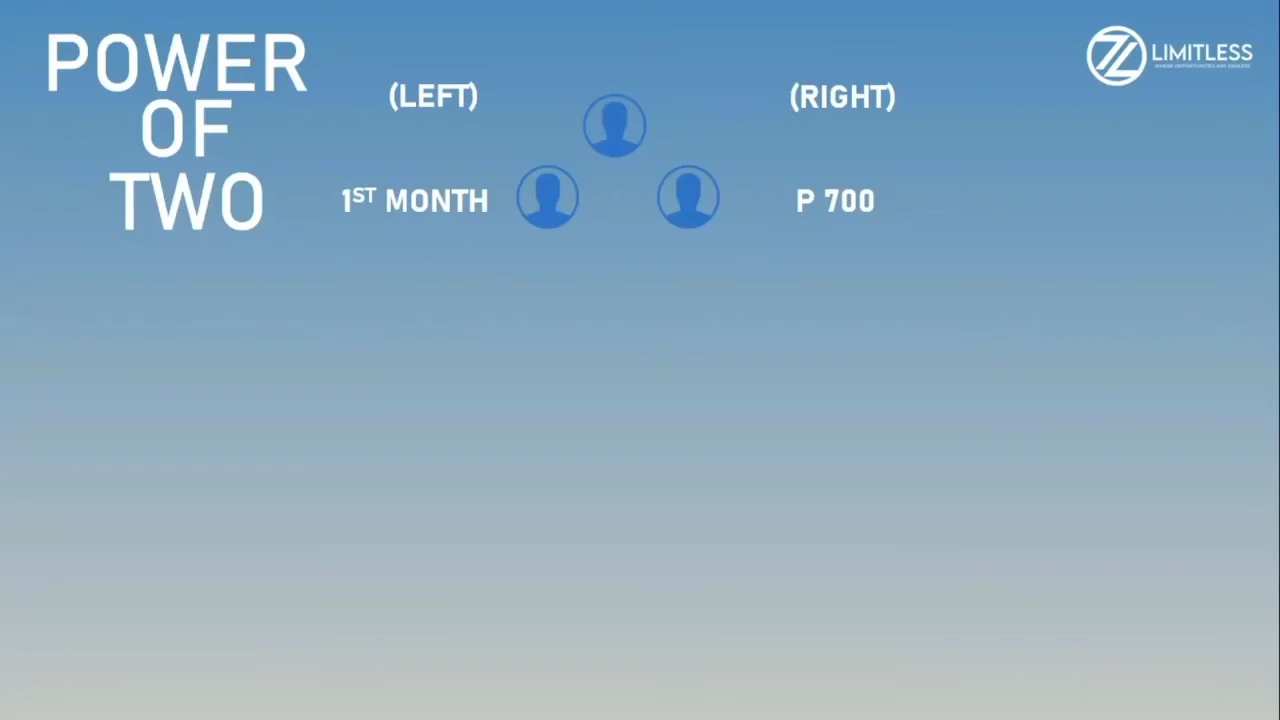 POWER
OF
TWO
(LEFT)
(RIGHT)
1ST MONTH
P 700
LIMITLESS